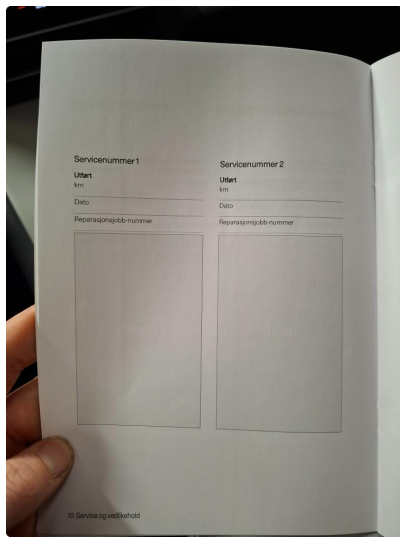 Servicenummer 1
Utført
km
Dato
Reparasjonsjobb-nummer
Servicenummer 2
Utført
km
Dato
Reparasjonsjobb-nummer
10 Service og vedlikehold